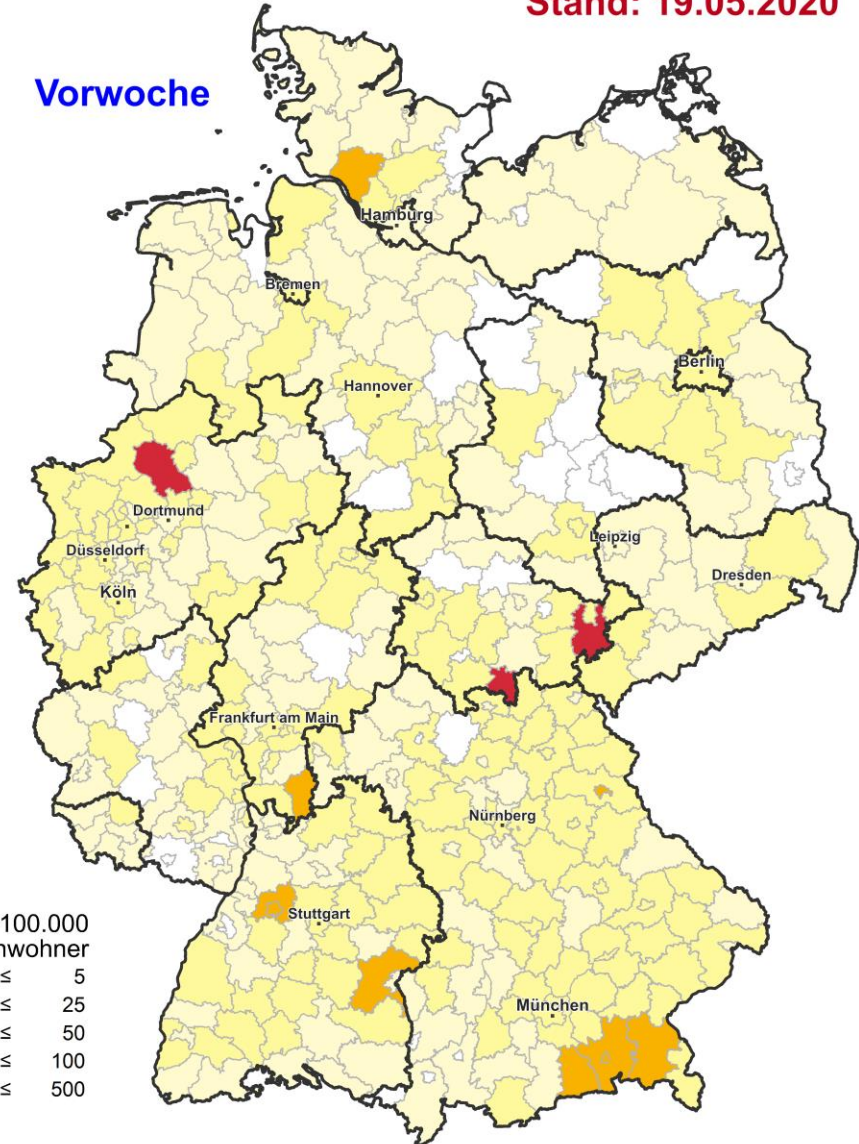 Stand: 19.05.2020
Vorwoche
Hamburg
Bremen
Berlin
Hannover
Dortmund
Düsseldorf
Leipzig
Köln
Dresden
Frankfurt am Main
Nürnberg
Stuttgart
München
100.000
nwohner
≤ 5
≤ 25
≤ 50
≤ 100
≤ 500